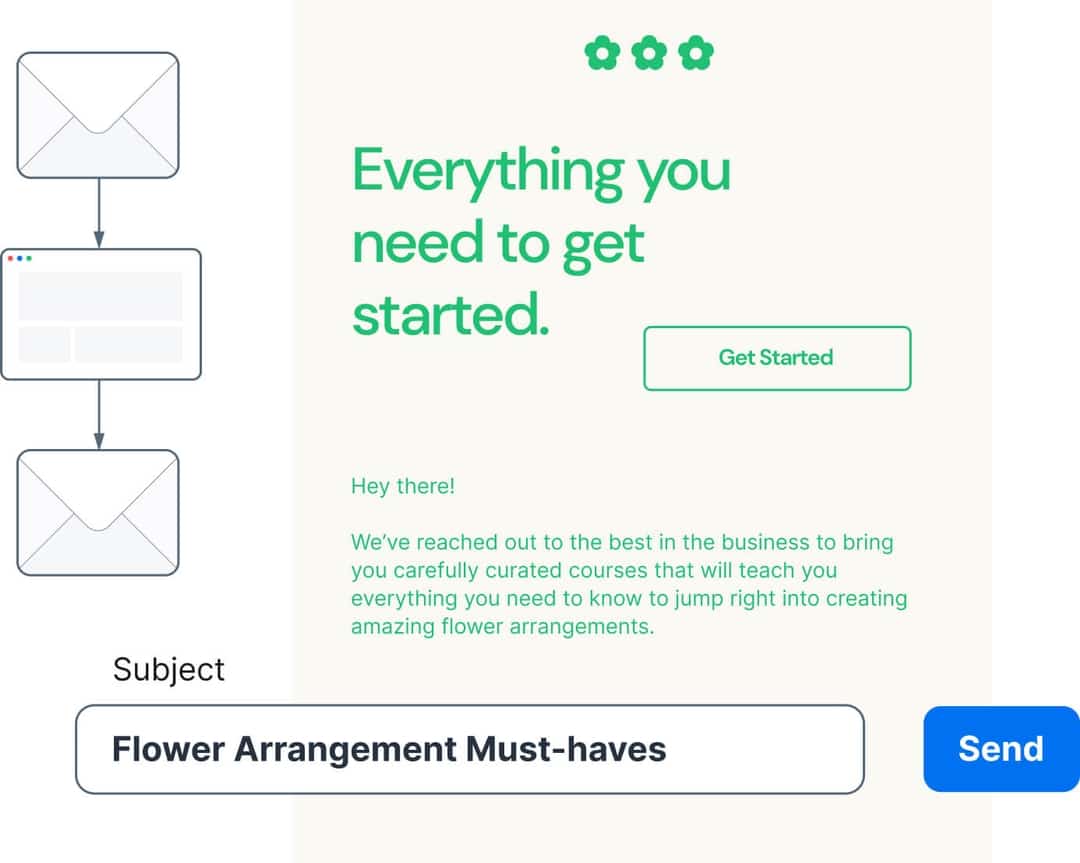 Everything you
need to get
started.
Get Started
Hey there!
We’ve reached out to the best in the business to bring
you carefully curated courses that will teach you
everything you need to know to jump right into creating
amazing flower arrangements.
Subject
Flower Arrangement Must-haves
Send